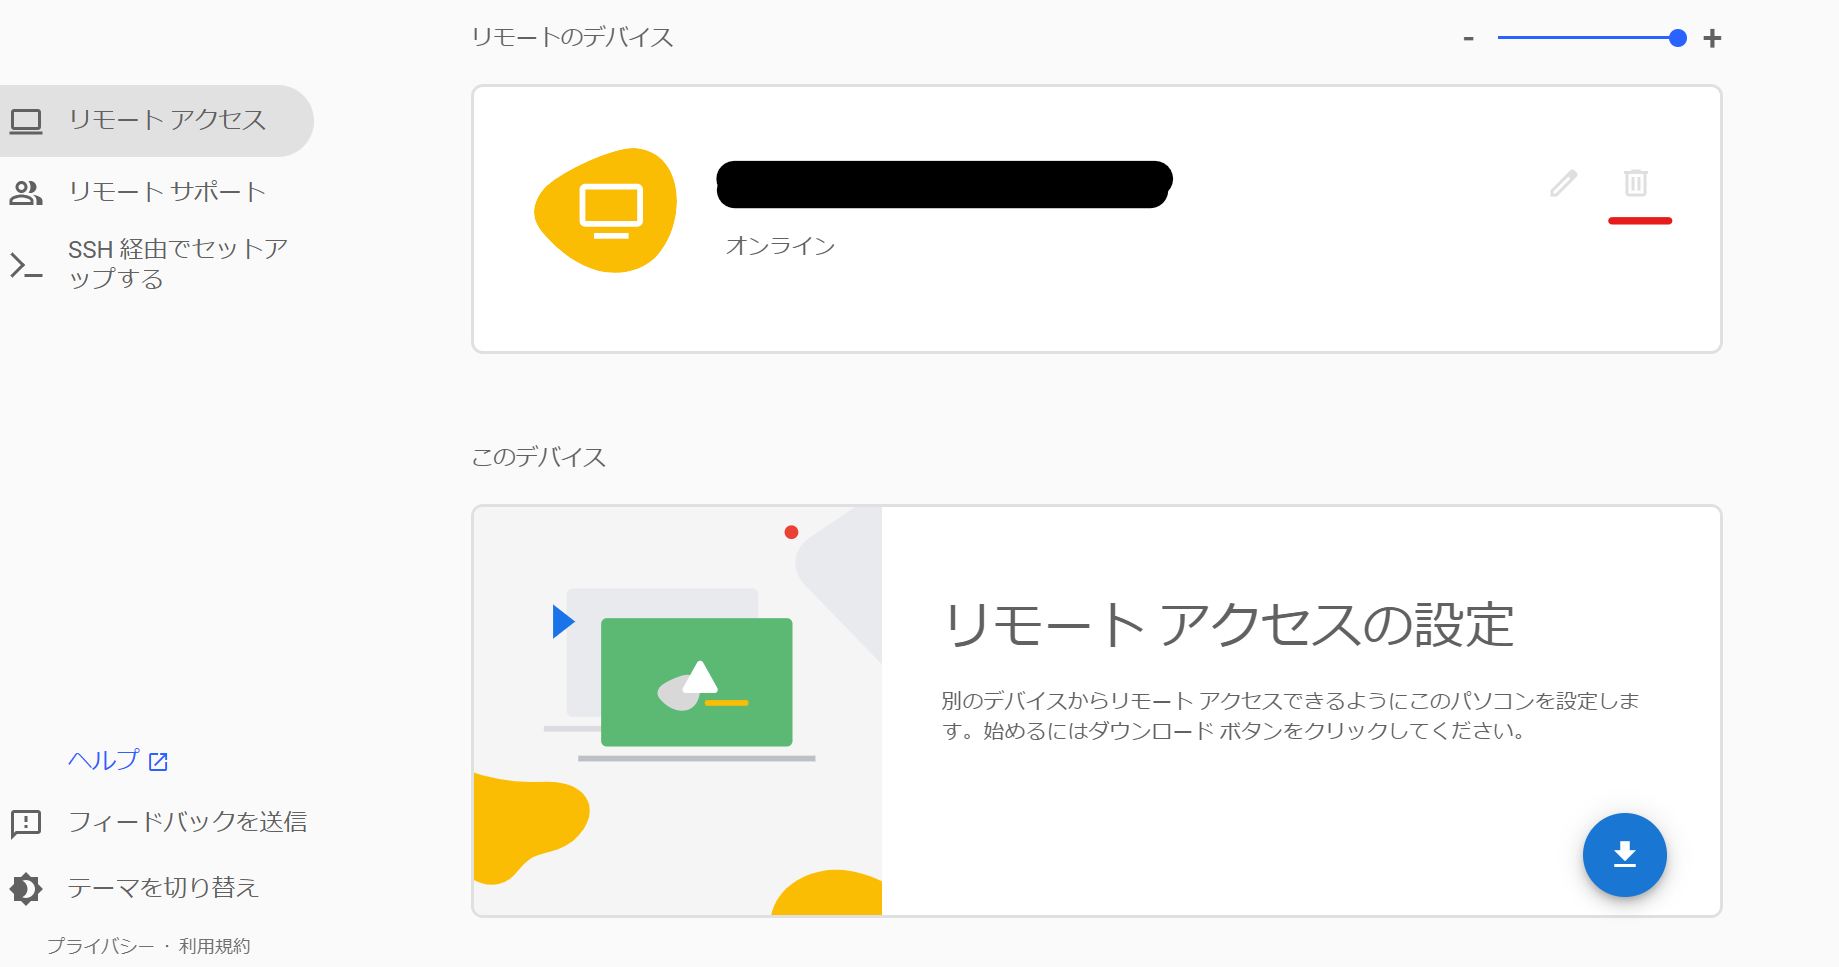 リモートのデバイス
- +
リモート アクセス
リモート サポート
SSH 経由でセットア
ップする
オンライン
このデバイス
リモート アクセスの設定
別のデバイスからリモート アクセスできるようにこのパソコンを設定しま
す。始めるにはダウンロード ボタンをクリックしてください。
ヘルプ
フィードバックを送信
テーマを切り替え
プライバシー · 利用規約